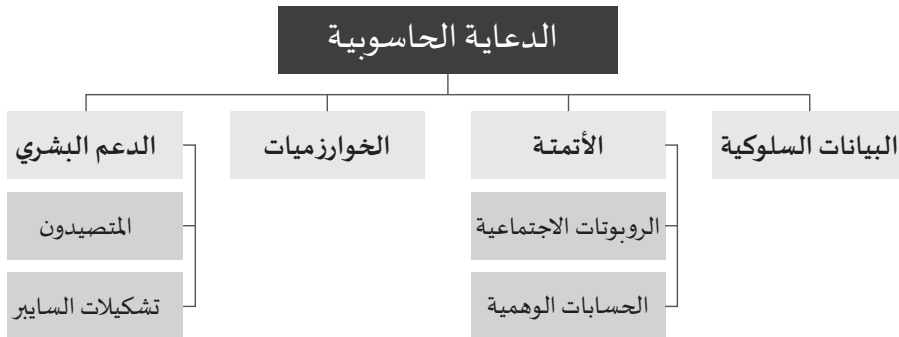 الدعاية الحاسوبية
البيانات السلوكية
الأتمتة
الخوارزميات
الدعم البشري
الروبوتات الاجتماعية
المتصيدون
الحسابات الوهمية
تشكيلات السايبر